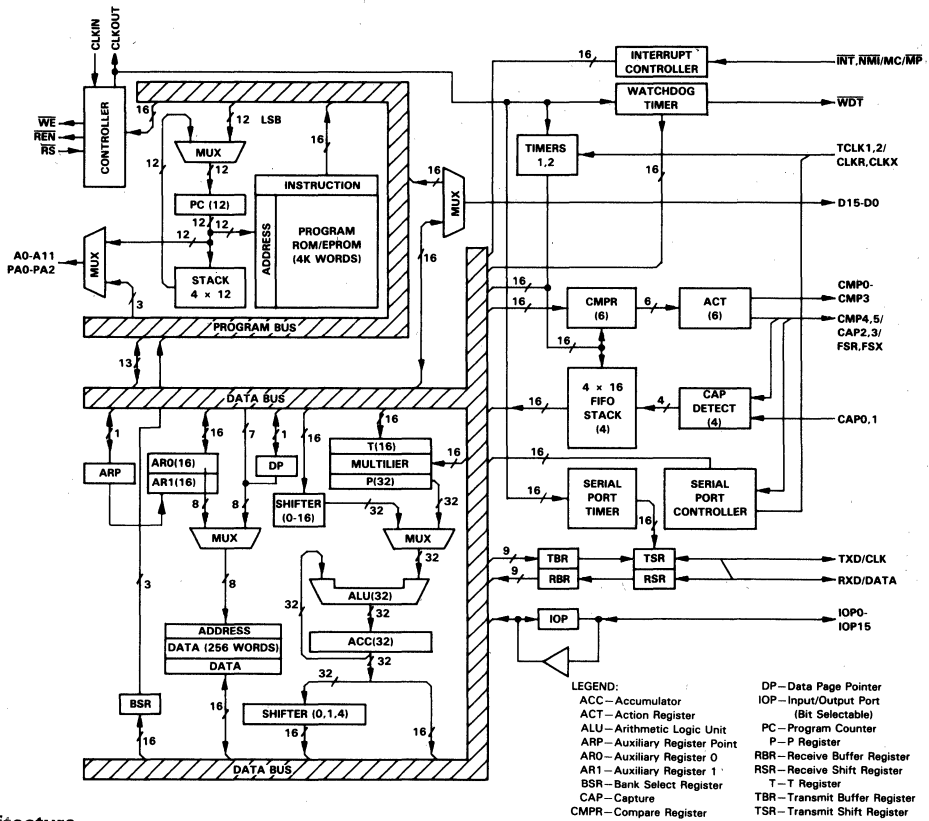 CLKIN
CLKOUT
CONTROLLER
WE
REN
RS
16
12
LSB
16
MUX
12
12
PC (12)
12
12
12
STACK
4 × 12
INSTRUCTION
ADDRESS
PROGRAM
ROM/EPROM
(4K WORDS)
A0-A11
PA0-PA2
MUX
3
PROGRAM BUS
16
MUX
16
13
DATA BUS
16
INTERRUPT
CONTROLLER
INT,NMI/MC/MP
WATCHDOG
TIMER
WDT
TIMERS
1,2
16
TCLK1,2/
CLKR,CLKX
D15-D0
16
16
CMPR
(6)
6
ACT
(6)
CMP0-
CMP3
CMP4,5/
CAP2,3/
FSR,FSX
16
16
4 × 16
FIFO
STACK
(4)
4
CAP
DETECT
(4)
CAP0,1
16
16
SERIAL
PORT
TIMER
16
SERIAL
PORT
CONTROLLER
9
TBR
TSR
TXD/CLK
9
RBR
RSR
RXD/DATA
IOP
IOP0-
IOP15
1
16
7
1
16
16
ARP
AR0(16)
AR1(16)
DP
T(16)
MULTILIER
P(32)
16
8
8
SHIFTER
(0-16)
32
32
MUX
MUX
32
3
8
ALU(32)
32
32
ADDRESS
DATA (256 WORDS)
DATA
ACC(32)
32
32
BSR
16
16
SHIFTER (0,1,4)
16
16
DATA BUS
LEGEND:
ACC—Accumulator
ACT—Action Register
ALU—Arithmetic Logic Unit
ARP—Auxiliary Register Point
AR0—Auxiliary Register 0
AR1—Auxiliary Register 1
BSR—Bank Select Register
CAP—Capture
CMPR—Compare Register
DP—Data Page Pointer
IOP—Input/Output Port
(Bit Selectable)
PC—Program Counter
P—P Register
RBR—Receive Buffer Register
RSR—Receive Shift Register
T—T Register
TBR—Transmit Buffer Register
TSR—Transmit Shift Register